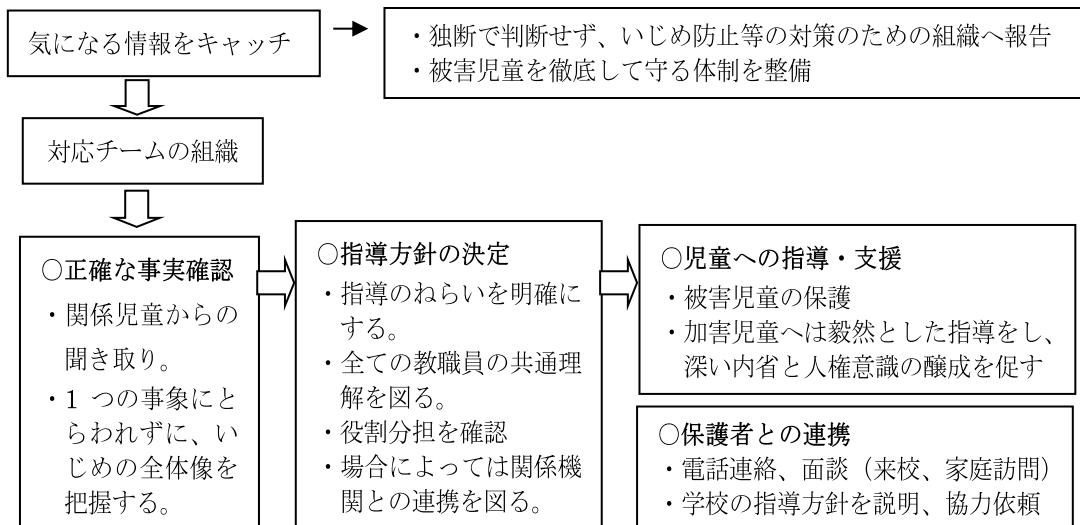 気になる情報をキャッチ
・独断で判断せず、いじめ防止等の対策のための組織へ報告
・被害児童を徹底して守る体制を整備
対応チームの組織
○正確な事実確認
・関係児童からの
聞き取り。
・1 つの事象にと
らわれずに、い
じめの全体像を
把握する。
○指導方針の決定
・指導のねらいを明確に
する。
・全ての教職員の共通理
解を図る。
・役割分担を確認
・場合によっては関係機
関との連携を図る。
○児童への指導・支援
・被害児童の保護
・加害児童へは毅然とした指導をし、
深い内省と人権意識の醸成を促す
○保護者との連携
・電話連絡、面談（来校、家庭訪問）
・学校の指導方針を説明、協力依頼